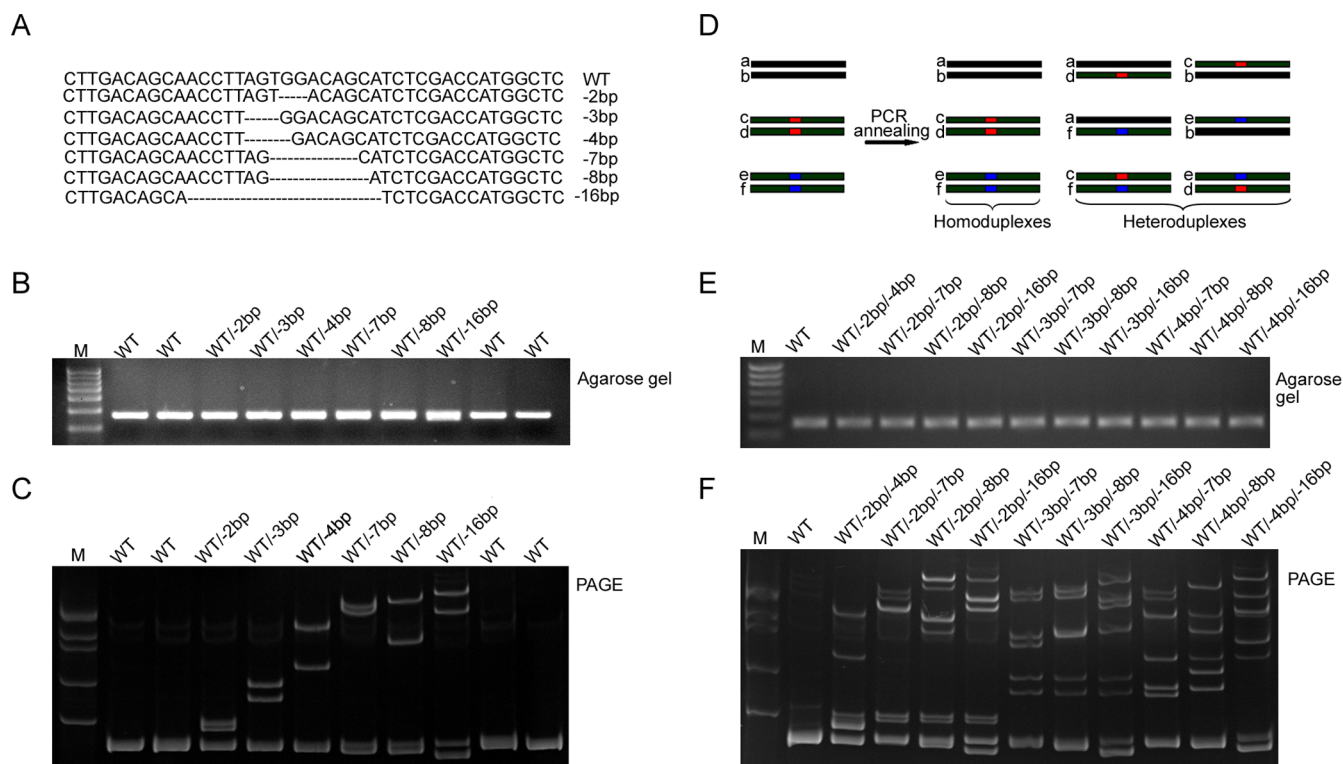 A
CTTGACAGCAACCTTAGTGGACAGCATCTCGACCATGGCTC WT
CTTGACAGCAACCTTAGT-----ACAGCATCTCGACCATGGCTC -2bp
CTTGACAGCAACCTT------GGACAGCATCTCGACCATGGCTC -3bp
CTTGACAGCAACCTT------GACAGCATCTCGACCATGGCTC -4bp
CTTGACAGCAACCTTAG---------------CATCTCGACCATGGCTC -7bp
CTTGACAGCAACCTTAG-----------------ATCTCGACCATGGCTC -8bp
CTTGACAGCA---------------------------------TCTCGACCATGGCTC -16bp
B
M WT WT WT/-2bp WT/-3bp WT/-4bp WT/-7bp WT/-8bp WT/-16bp WT WT
Agarose gel
C
M WT WT WT/-2bp WT/-3bp WT/-4bp WT/-7bp WT/-8bp WT/-16bp WT WT
PAGE
D
a a a c
b b d b
c c a e
d d f b
PCR
annealing
e e c e
f f f d
Homoduplexes Heteroduplexes
E
M WT WT/-2bp/-4bp WT/-2bp/-7bp WT/-2bp/-8bp WT/-2bp/-16bp WT/-3bp/-7bp WT/-3bp/-8bp WT/-3bp/-16bp WT/-4bp/-7bp WT/-4bp/-8bp WT/-4bp/-16bp
Agarose
gel
F
M WT WT/-2bp/-4bp WT/-2bp/-7bp WT/-2bp/-8bp WT/-2bp/-16bp WT/-3bp/-7bp WT/-3bp/-8bp WT/-3bp/-16bp WT/-4bp/-7bp WT/-4bp/-8bp WT/-4bp/-16bp
PAGE